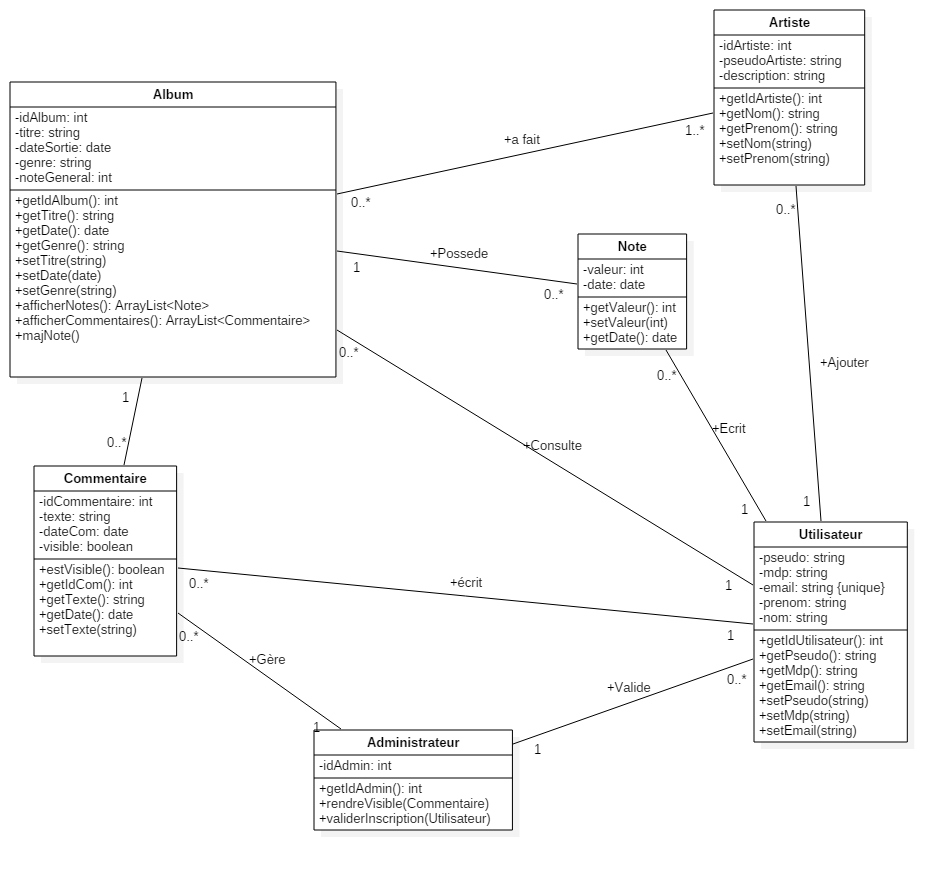 Artiste
-idArtiste: int
-pseudoArtiste: string
-description: string
+getIdArtiste(): int
+getNom(): string
+getPrenom(): string
+setNom(string)
+setPrenom(string)
Album
-idAlbum: int
-titre: string
-dateSortie: date
-genre: string
-noteGeneral: int
+getIdAlbum(): int
+getTitre(): string
+getDate(): date
+getGenre(): string
+setTitre(string)
+setDate(date)
+setGenre(string)
+afficherNotes(): ArrayList<Note>
+afficherCommentaires(): ArrayList<Commentaire>
+majNote()
+a fait
1..*
0..*
+Possede
1
0..*
Note
-valeur: int
-date: date
+getValeur(): int
+setValeur(int)
+getDate(): date
0..*
+Ajouter
1
0..*
+Ecrit
1
0..*
+Consulte
1
1
0..*
Commentaire
-idCommentaire: int
-texte: string
-dateCom: date
-visible: boolean
+estVisible(): boolean
+getIdCom(): int
+getTexte(): string
+getDate(): date
+setTexte(string)
Utilisateur
-pseudo: string
-mdp: string
-email: string {unique}
-prenom: string
-nom: string
+getIdUtilisateur(): int
+getPseudo(): string
+getMdp(): string
+getEmail(): string
+setPseudo(string)
+setMdp(string)
+setEmail(string)
0..*
+écrit
1
0..*
+Gère
1
+Valide
0..*
1
Administrateur
-idAdmin: int
+getIdAdmin(): int
+rendreVisible(Commentaire)
+validerInscription(Utilisateur)